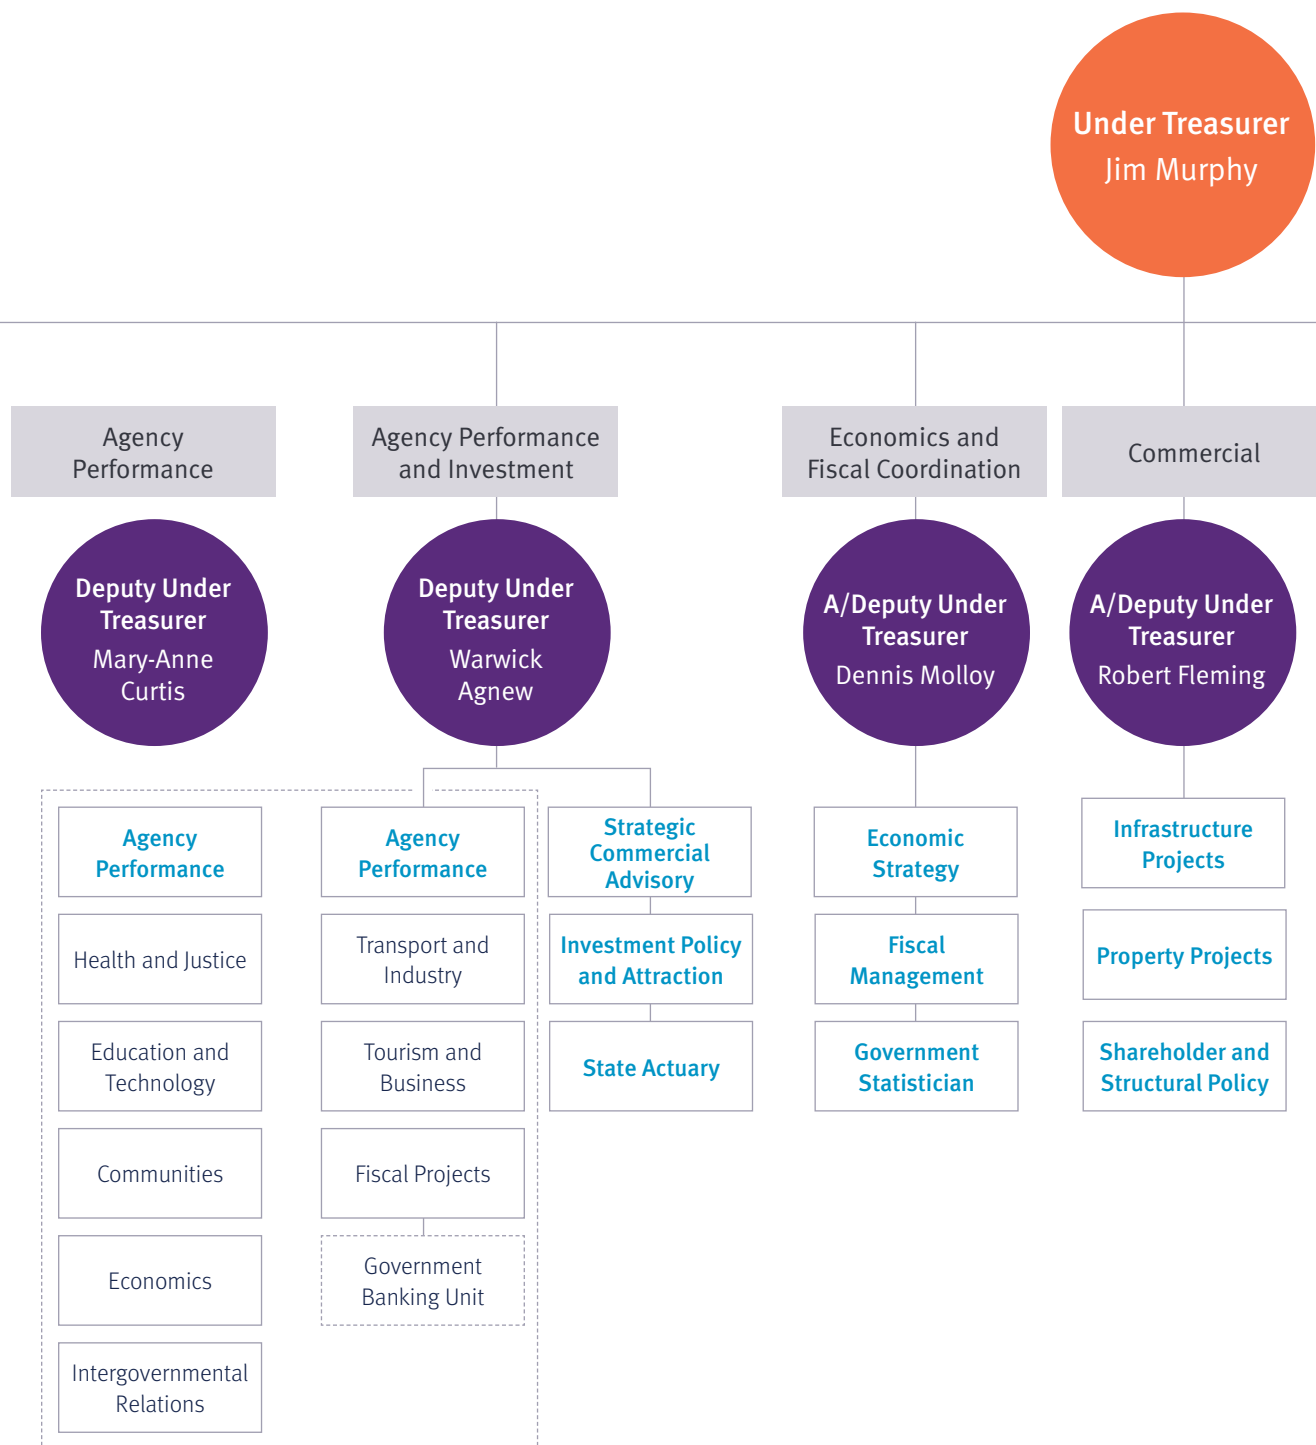 Under Treasurer
Jim Murphy
Agency
Performance
Agency Performance
and Investment
Economics and
Fiscal Coordination
Commercial
Deputy Under
Treasurer
Mary-Anne
Curtis
Deputy Under
Treasurer
Warwick
Agnew
A/Deputy Under
Treasurer
Dennis Molloy
A/Deputy Under
Treasurer
Robert Fleming
Agency
Performance
Health and Justice
Education and
Technology
Communities
Economics
Intergovernmental
Relations
Agency
Performance
Transport and
Industry
Tourism and
Business
Fiscal Projects
Government
Banking Unit
Strategic
Commercial
Advisory
Investment Policy
and Attraction
State Actuary
Economic
Strategy
Fiscal
Management
Government
Statistician
Infrastructure
Projects
Property Projects
Shareholder and
Structural Policy